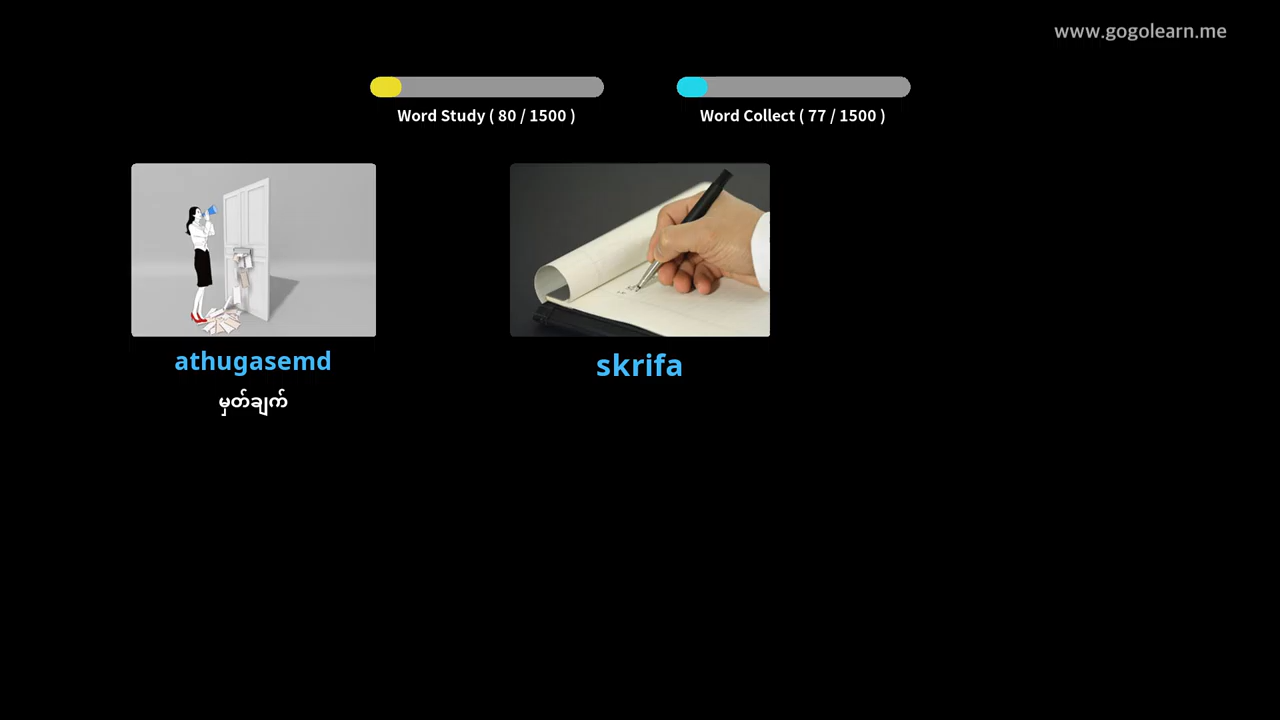 www.gogolearn.me
Word Study ( 80 / 1500 )
Word Collect ( 77 / 1500 )
athugasemd
မှတ်ချက်
skrifa